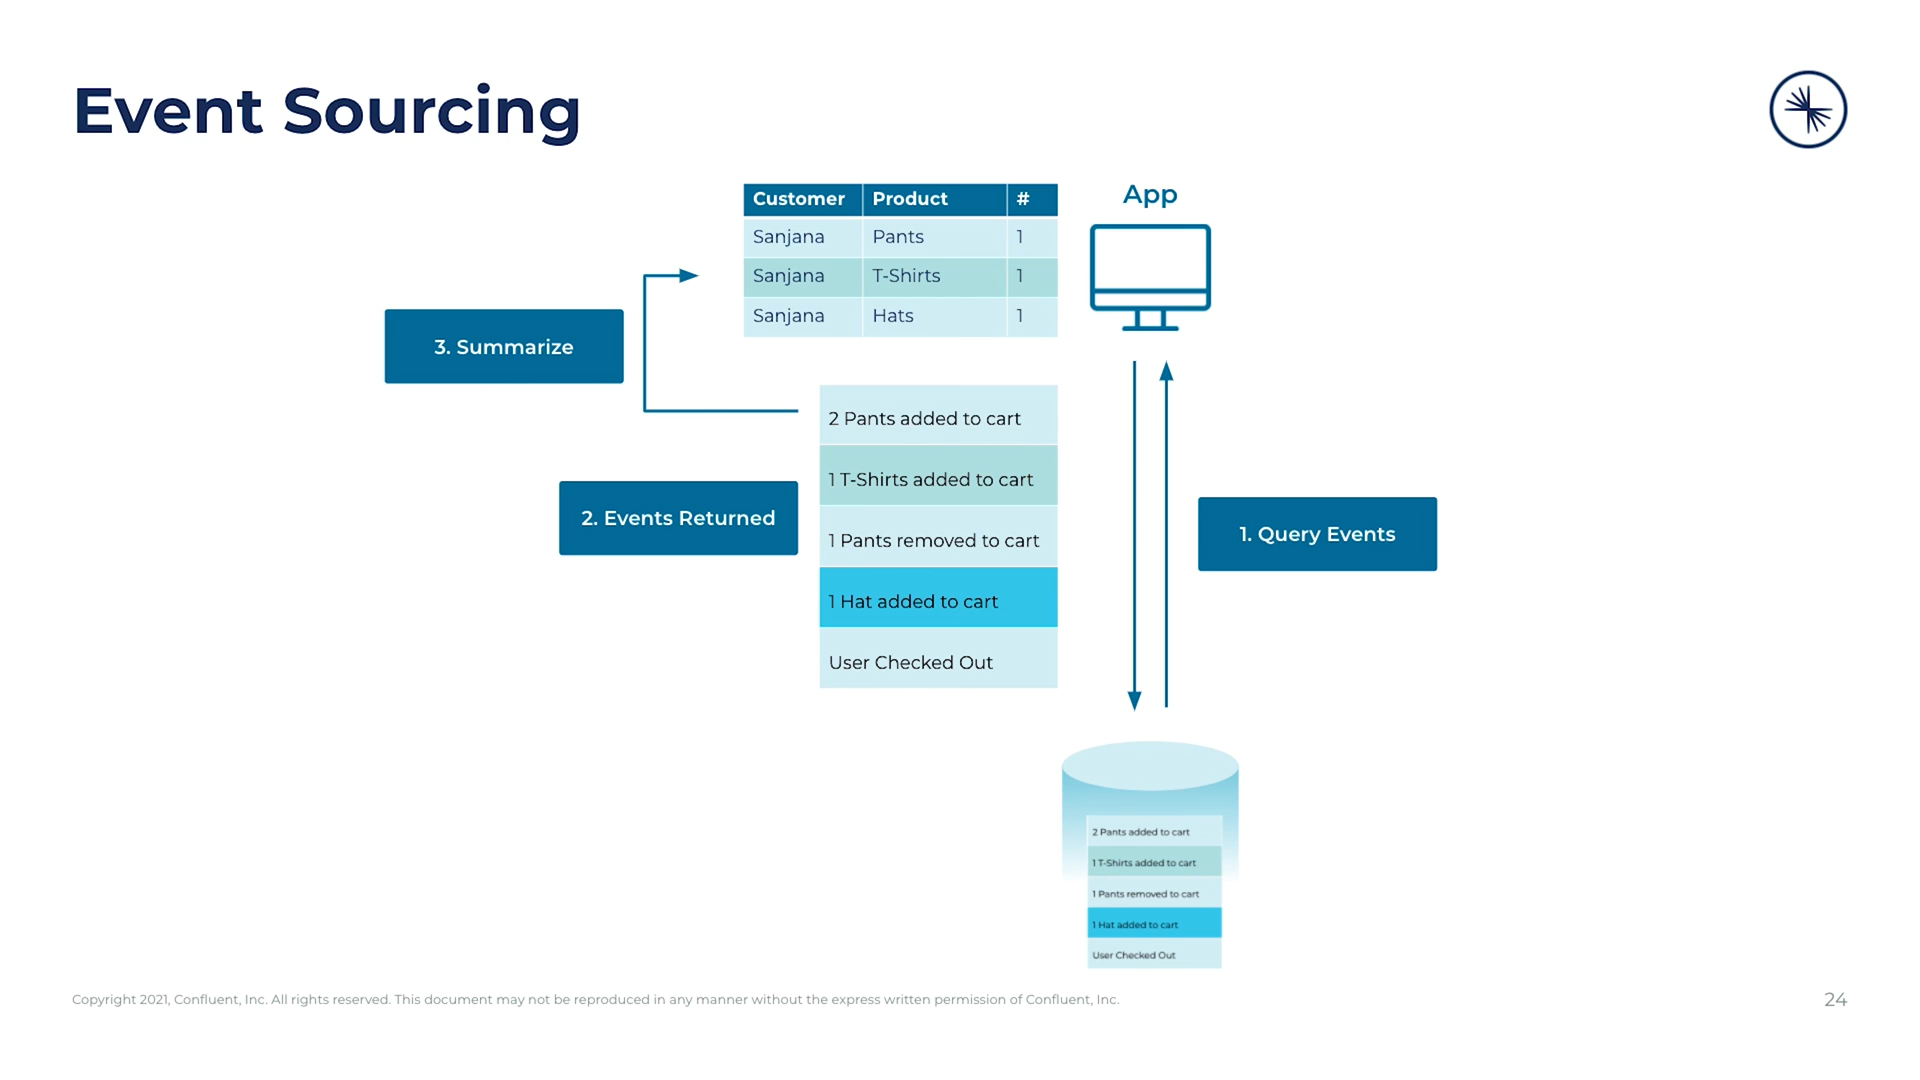 Event Sourcing
Customer Product #
Sanjana Pants 1
Sanjana T-Shirts 1
Sanjana Hats 1
App
3. Summarize
2 Pants added to cart
1 T-Shirts added to cart
1 Pants removed to cart
1 Hat added to cart
User Checked Out
2. Events Returned
1. Query Events
2 Pants added to cart
1 T-Shirts added to cart
1 Pants removed to cart
1 Hat added to cart
User Checked Out
Copyright 2021, Confluent, Inc. All rights reserved. This document may not be reproduced in any manner without the express written permission of Confluent, Inc.
24